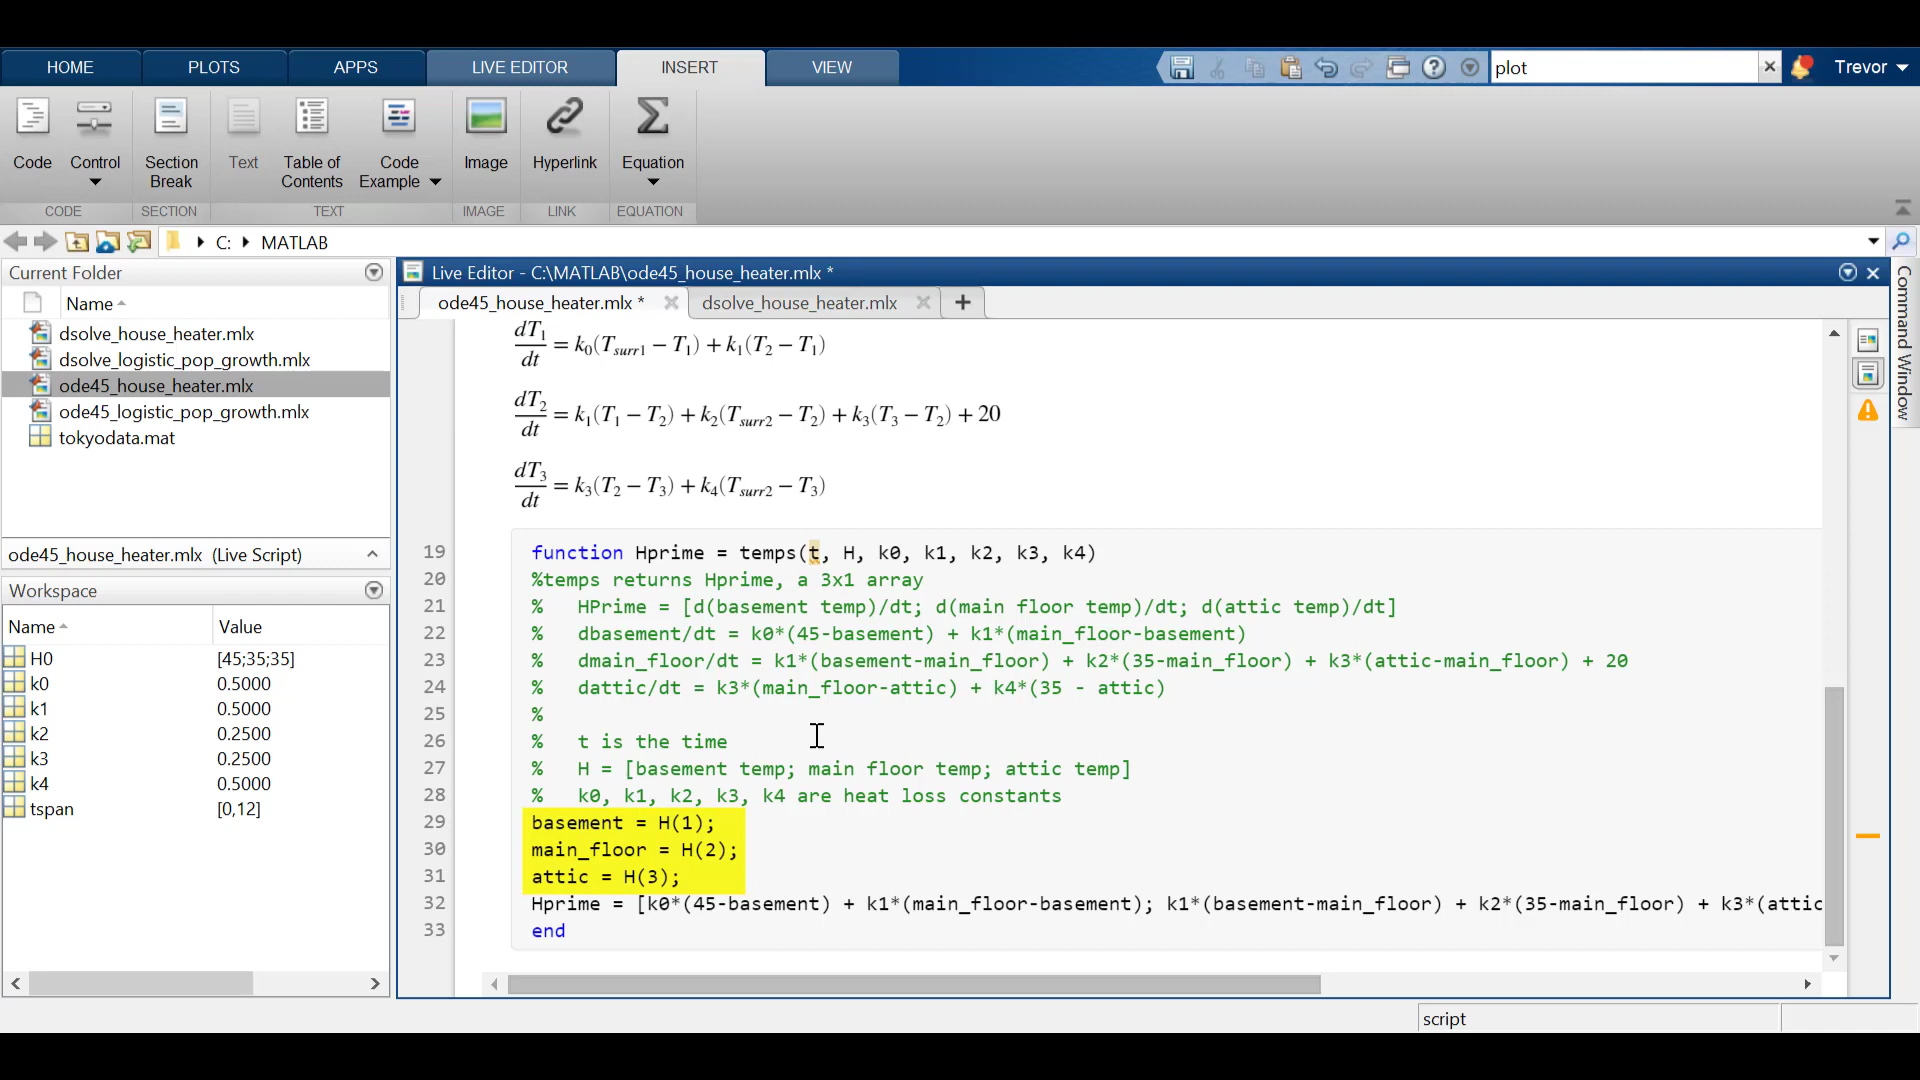 HOME PLOTS APPS LIVE EDITOR INSERT VIEW plot Trevor
Code Control Section Break Text Table of Contents Code Example Image Hyperlink Equation
CODE SECTION TEXT IMAGE LINK EQUATION
C: MATLAB
Current Folder
Name
dsolve_house_heater.mlx
dsolve_logistic_pop_growth.mlx
ode45_house_heater.mlx
ode45_logistic_pop_growth.mlx
tokyodata.mat
ode45_house_heater.mlx (Live Script)
Workspace
Name Value
H0 [45;35;35]
k0 0.5000
k1 0.5000
k2 0.2500
k3 0.2500
k4 0.5000
tspan [0,12]
Live Editor - C:\MATLAB\ode45_house_heater.mlx *
ode45_house_heater.mlx * dsolve_house_heater.mlx
dT1/dt = k0(Tsurr1 − T1) + k1(T2 − T1)
dT2/dt = k1(T1 − T2) + k2(Tsurr2 − T2) + k3(T3 − T2) + 20
dT3/dt = k3(T2 − T3) + k4(Tsurr2 − T3)
19 function Hprime = temps(t, H, k0, k1, k2, k3, k4)
20 %temps returns Hprime, a 3x1 array
21 % HPrime = [d(basement temp)/dt; d(main floor temp)/dt; d(attic temp)/dt]
22 % dbasement/dt = k0*(45-basement) + k1*(main_floor-basement)
23 % dmain_floor/dt = k1*(basement-main_floor) + k2*(35-main_floor) + k3*(attic-main_floor) + 20
24 % dattic/dt = k3*(main_floor-attic) + k4*(35 - attic)
25 %
26 % t is the time
27 % H = [basement temp; main floor temp; attic temp]
28 % k0, k1, k2, k3, k4 are heat loss constants
29 basement = H(1);
30 main_floor = H(2);
31 attic = H(3);
32 Hprime = [k0*(45-basement) + k1*(main_floor-basement); k1*(basement-main_floor) + k2*(35-main_floor) + k3*(attic
33 end
Command Window
script